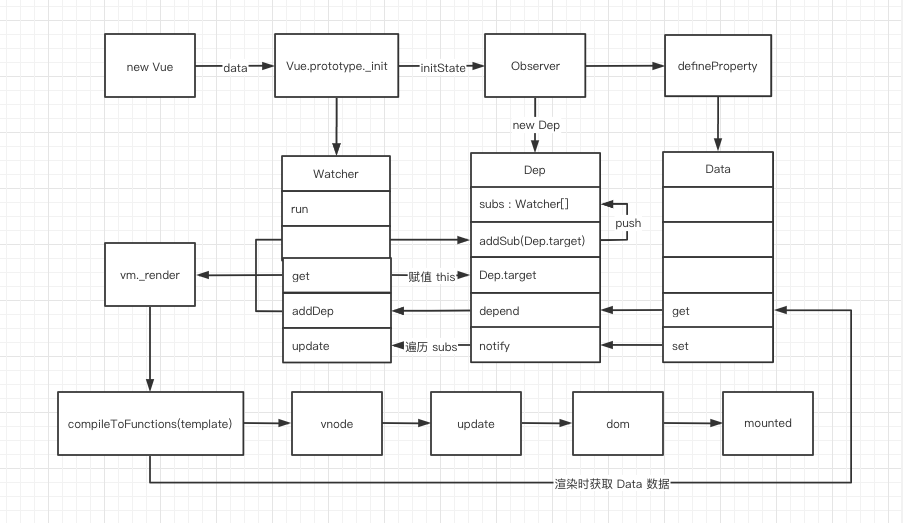 new Vue
data
Vue.prototype._init
initState
Observer
defineProperty
new Dep
Watcher
run
get
addDep
update
Dep
subs : Watcher[]
addSub(Dep.target)
push
Dep.target
depend
notify
Data
get
set
赋值 this
遍历 subs
vm._render
compileToFunctions(template)
vnode
update
dom
mounted
渲染时获取 Data 数据